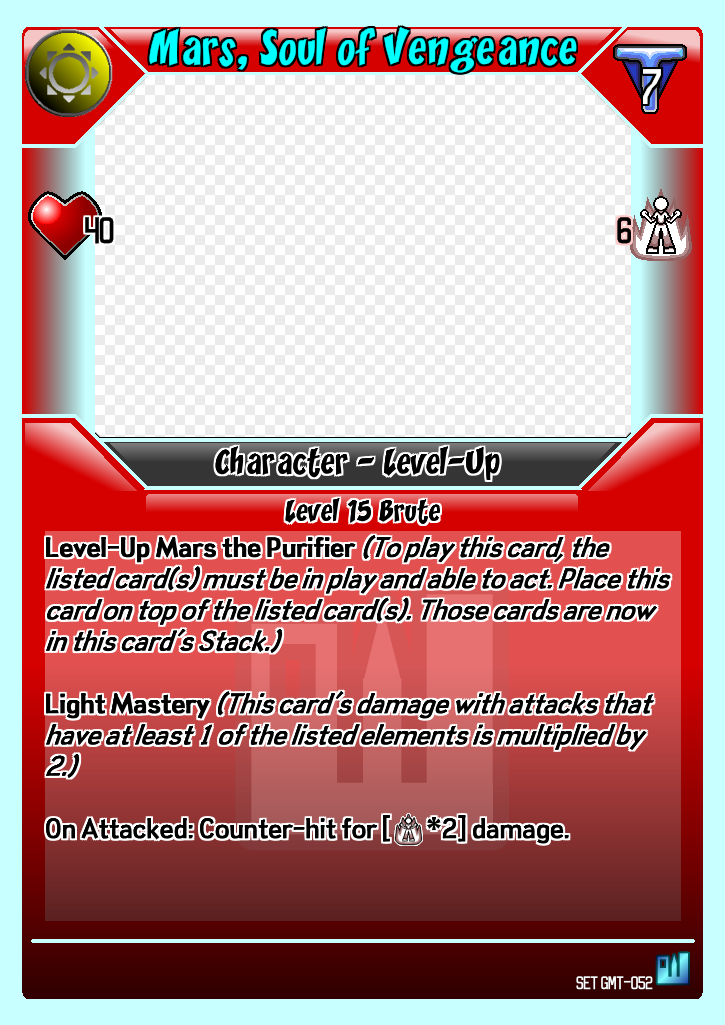 Mars, Soul of Vengeance
7
40
6
Character - Level-Up
Level 15 Brute
Level-Up Mars the Purifier (To play this card, the
listed card(s) must be in play and able to act. Place this
card on top of the listed card(s). Those cards are now
in this card's Stack.)
Light Mastery (This card's damage with attacks that
have at least 1 of the listed elements is multiplied by
2.)
On Attacked: Counter-hit for [ *2] damage.
SET GMT-052